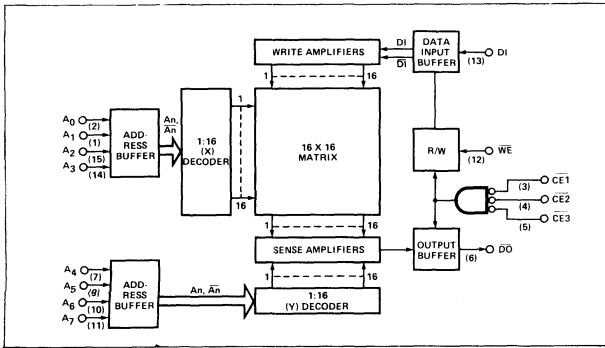 WRITE AMPLIFIERS
DI
DI
DATA
INPUT
BUFFER
DI
(13)
1
16
A0
(2)
A1
(1)
A2
(15)
A3
(14)
ADD-
RESS
BUFFER
An,
An
1:16
(X)
DECODER
1
16
16 X 16
MATRIX
R/W
WE
(12)
(3)
CE1
(4)
CE2
(5)
CE3
1
16
SENSE AMPLIFIERS
OUTPUT
BUFFER
DO
(6)
1
16
A4
(7)
A5
(9)
A6
(10)
A7
(11)
ADD-
RESS
BUFFER
An, An
1:16
(Y) DECODER